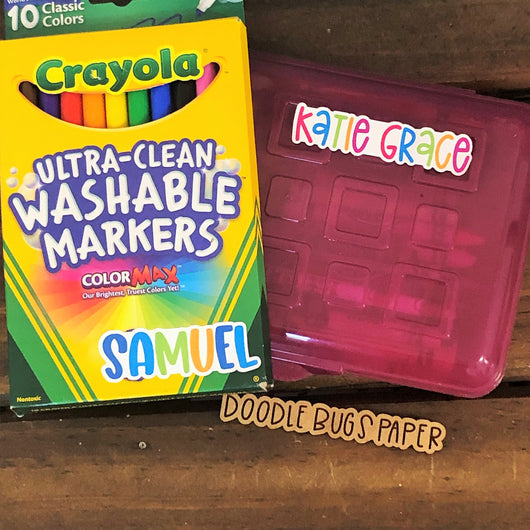 10 Classic
Colors
Crayola
ULTRA-CLEAN
WASHABLE
MARKERS
COLORMAX
Our Brightest, Truest Colors Yet!™
SAMUEL
Nontoxic
KATIE GRACE
DOODLE BUGS PAPER